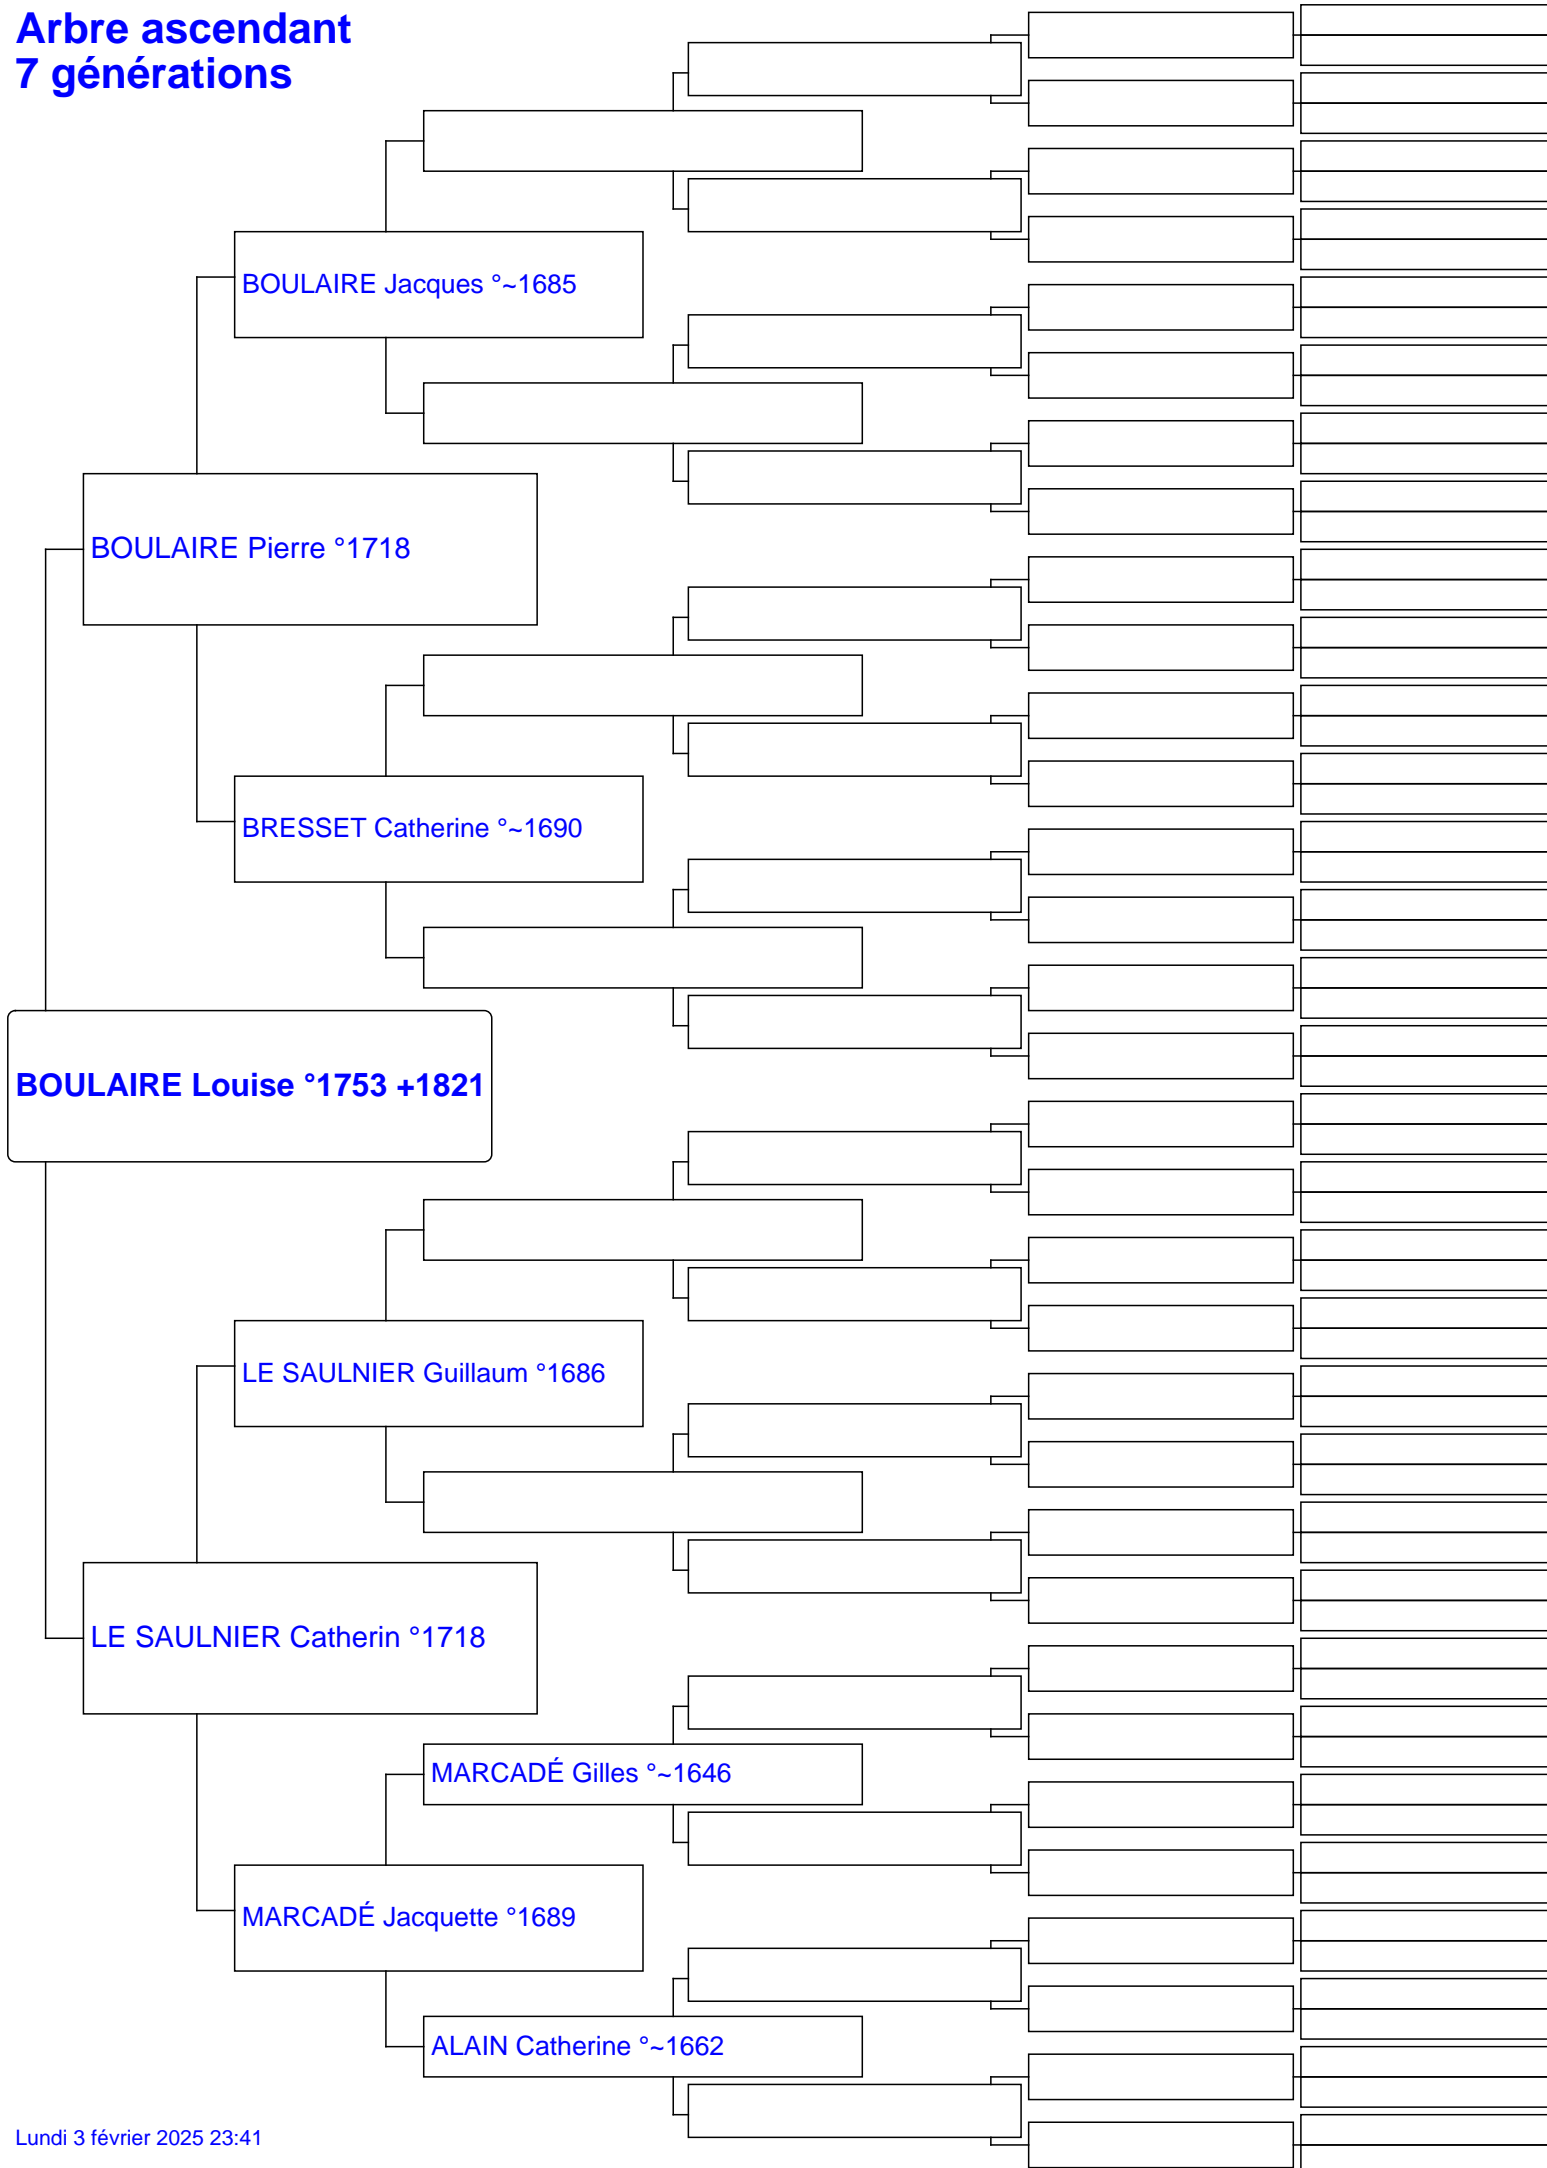 Arbre ascendant
7 générations
BOULAIRE Jacques °~1685
BOULAIRE Pierre °1718
BRESSET Catherine °~1690
BOULAIRE Louise °1753 +1821
LE SAULNIER Guillaum °1686
LE SAULNIER Catherin °1718
MARCADÉ Gilles °~1646
MARCADÉ Jacquette °1689
ALAIN Catherine °~1662
Lundi 3 février 2025 23:41